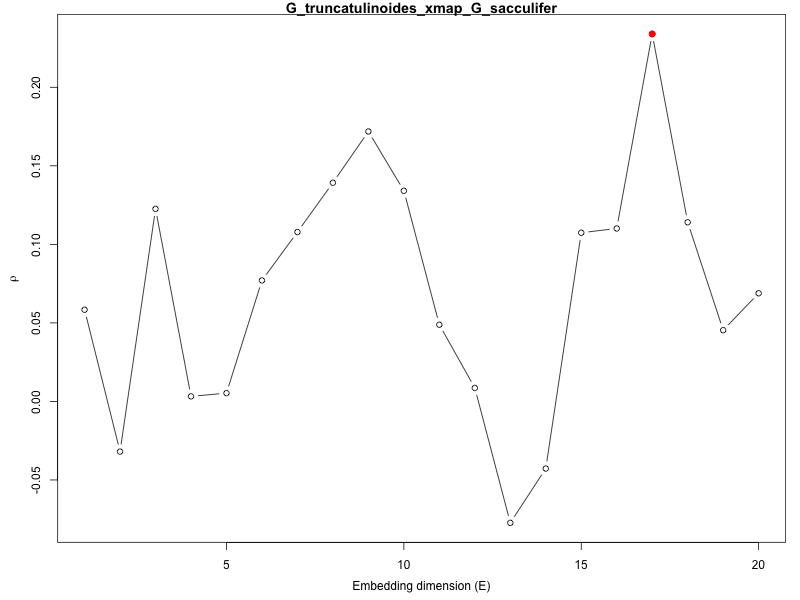 G_truncatulinoides_xmap_G_sacculifer
0.20
0.15
0.10
0.05
0.00
-0.05
ρ
5 10 15 20
Embedding dimension (E)